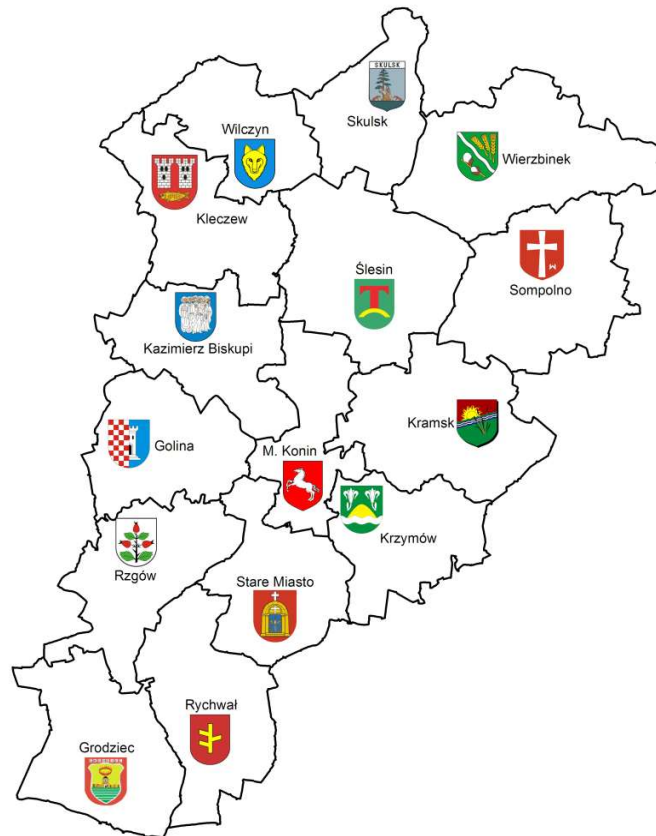 SKULSK
Skulsk
Wilczyn
Wierzbinek
Kleczew
Ślesin
Sompolno
Kazimierz Biskupi
Kramsk
Golina
M. Konin
Krzymów
Rzgów
Stare Miasto
Rychwał
Grodziec